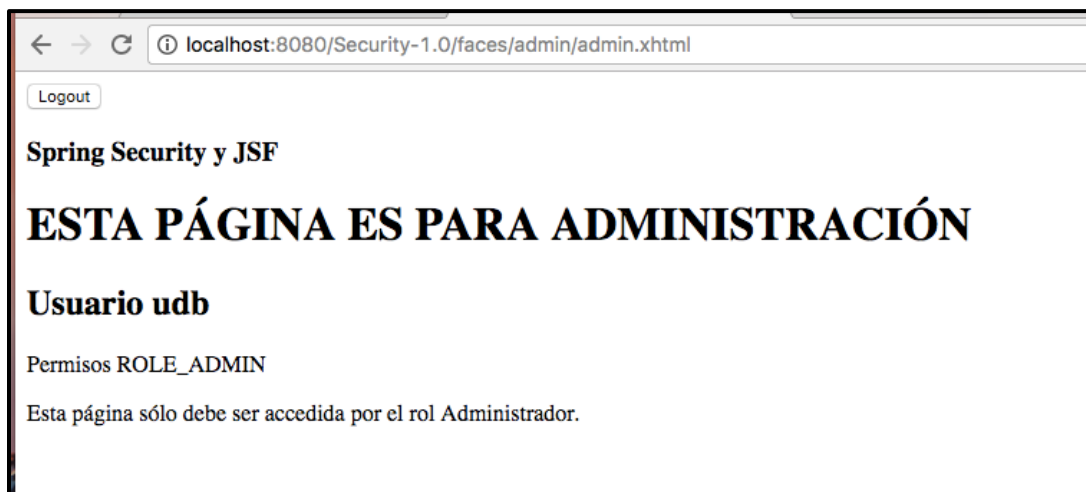 localhost:8080/Security-1.0/faces/admin/admin.xhtml
Logout
Spring Security y JSF
ESTA PÁGINA ES PARA ADMINISTRACIÓN
Usuario udb
Permisos ROLE_ADMIN
Esta página sólo debe ser accedida por el rol Administrador.